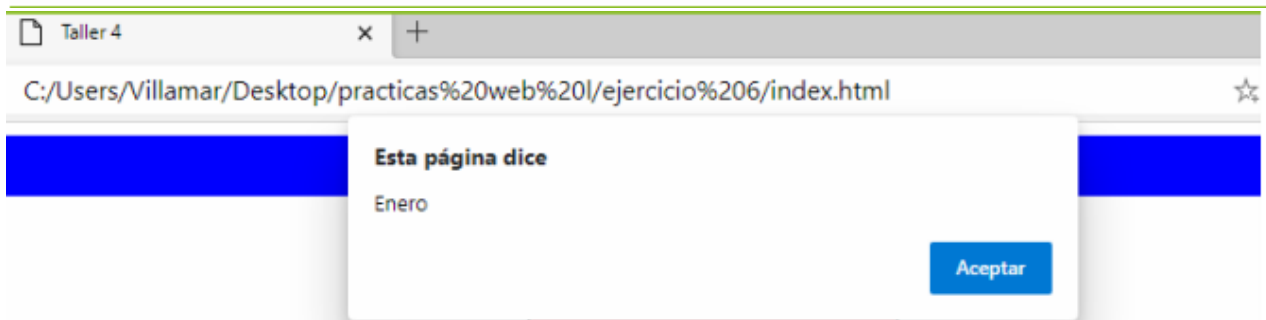 Taller 4
C:/Users/Villamar/Desktop/practicas%20web%20l/ejercicio%206/index.html
Esta página dice
Enero
Aceptar